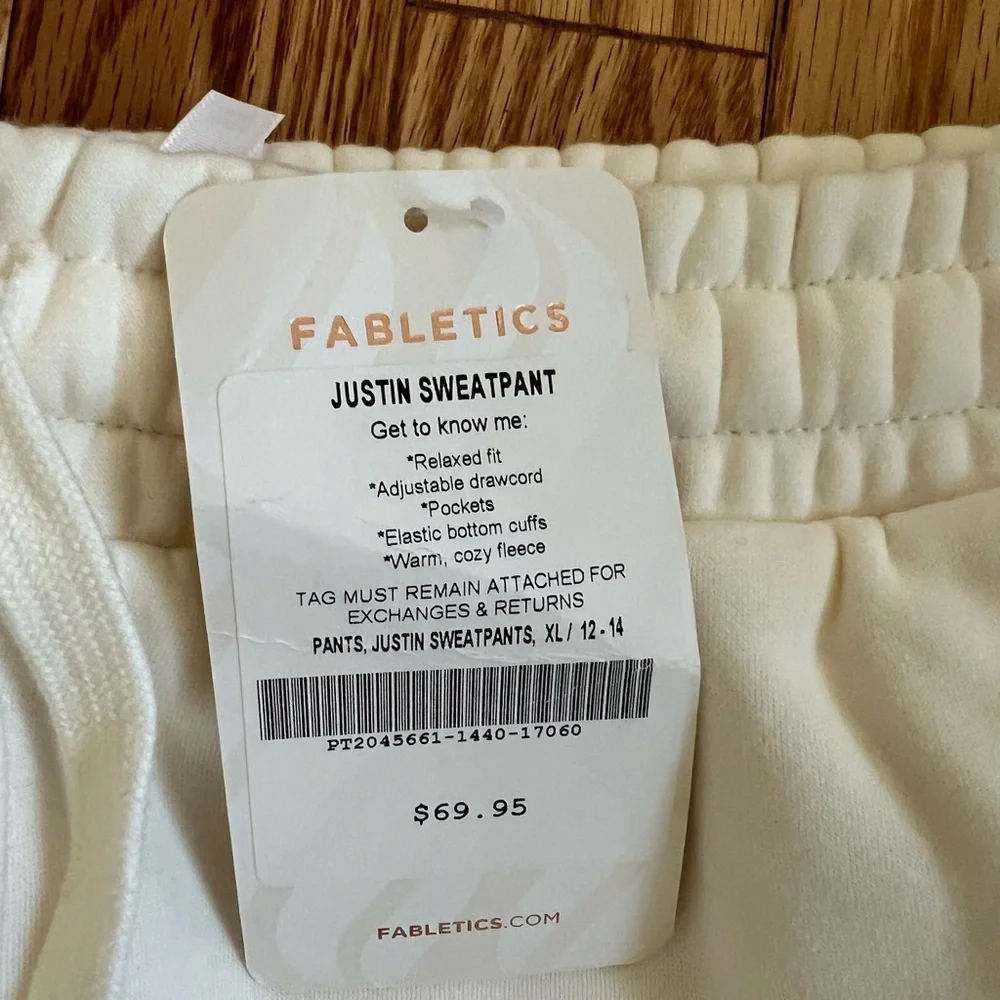 FABLETICS
JUSTIN SWEATPANT
Get to know me:
*Relaxed fit
*Adjustable drawcord
*Pockets
*Elastic bottom cuffs
*Warm, cozy fleece
TAG MUST REMAIN ATTACHED FOR
EXCHANGES & RETURNS
PANTS, JUSTIN SWEATPANTS, XL / 12-14
PT2045661-1440-17060
$69.95
FABLETICS.COM